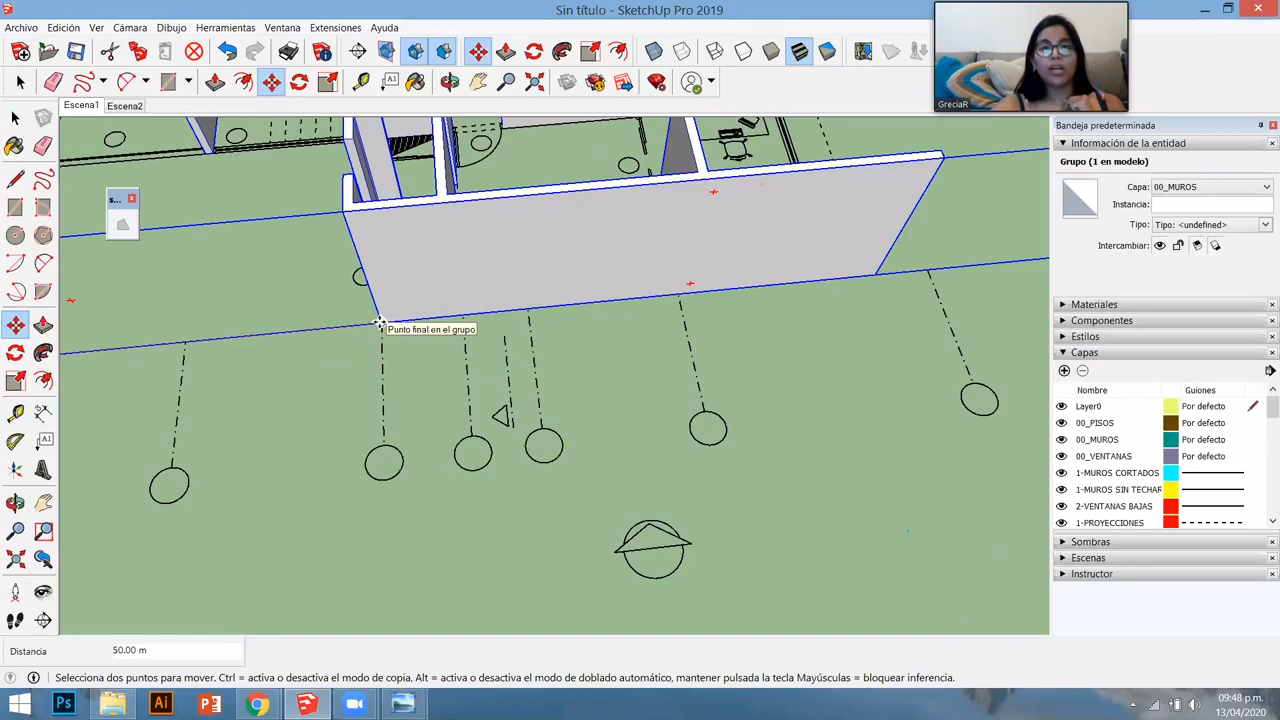 Sin título - SketchUp Pro 2019
Archivo Edición Ver Cámara Dibujo Herramientas Ventana Extensiones Ayuda
GreciaR
Escena1 Escena2
s...
Punto final en el grupo
Bandeja predeterminada
Información de la entidad
Grupo (1 en modelo)
Capa: 00_MUROS
Instancia:
Tipo: Tipo: <undefined>
Intercambiar:
Materiales
Componentes
Estilos
Capas
Nombre Guiones
Layer0 Por defecto
00_PISOS Por defecto
00_MUROS Por defecto
00_VENTANAS Por defecto
1-MUROS CORTADOS
1-MUROS SIN TECHAR
2-VENTANAS BAJAS
1-PROYECCIONES
Sombras
Escenas
Instructor
Distancia 50.00 m
Selecciona dos puntos para mover. Ctrl = activa o desactiva el modo de copia, Alt = activa o desactiva el modo de doblado automático, mantener pulsada la tecla Mayúsculas = bloquear inferencia.
09:48 p.m.
13/04/2020